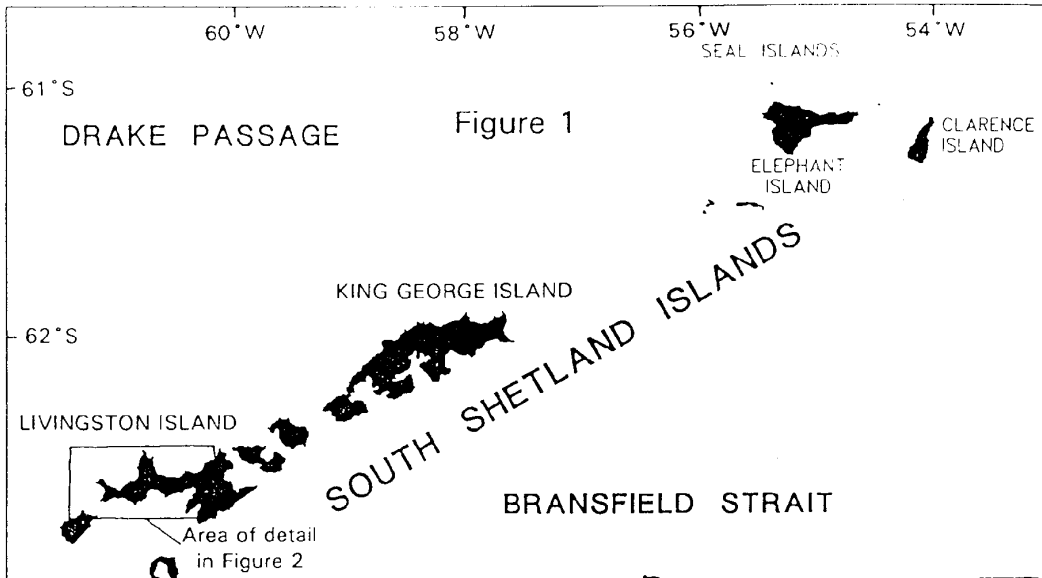 60°W 58°W 56°W 54°W
SEAL ISLANDS
61°S
DRAKE PASSAGE
Figure 1
CLARENCE
ISLAND
ELEPHANT
ISLAND
SOUTH SHETLAND ISLANDS
KING GEORGE ISLAND
62°S
LIVINGSTON ISLAND
BRANSFIELD STRAIT
Area of detail
in Figure 2